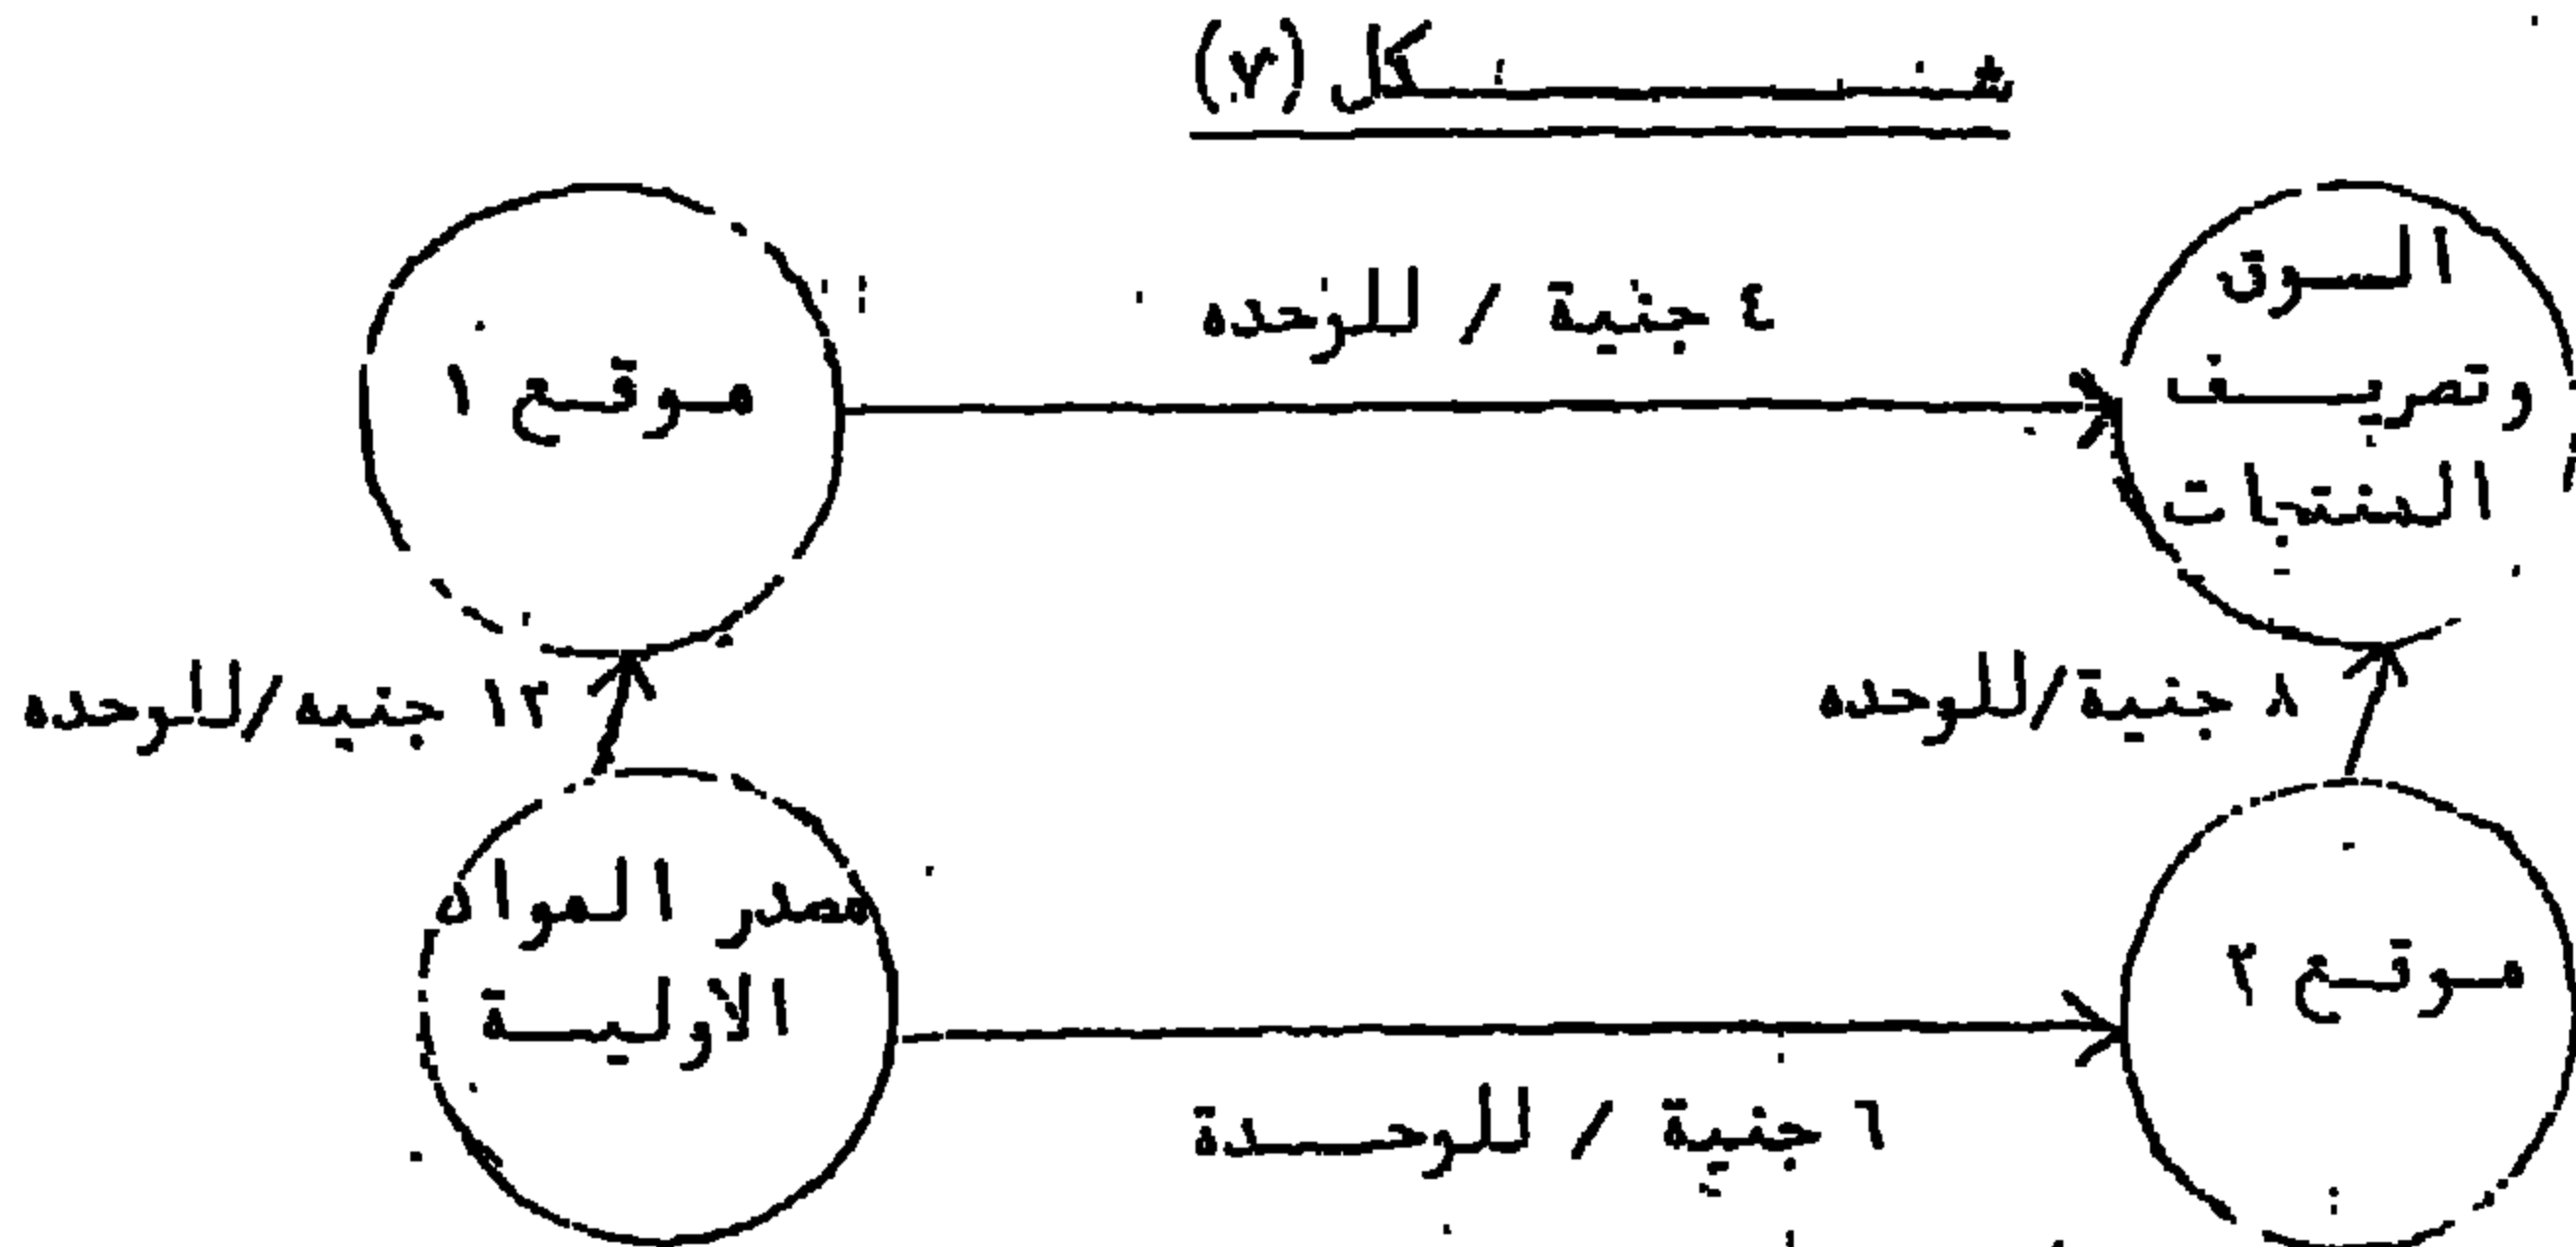 شكل (٧)
السوق
وتصريف
المنتجات
٤ جنية / للوحده
موقع ١
٨ جنية/للوحده
١٢ جنيه/للوحده
مصدر المواد
الاوليـة
موقع ٢
٦ جنية / للوحدة